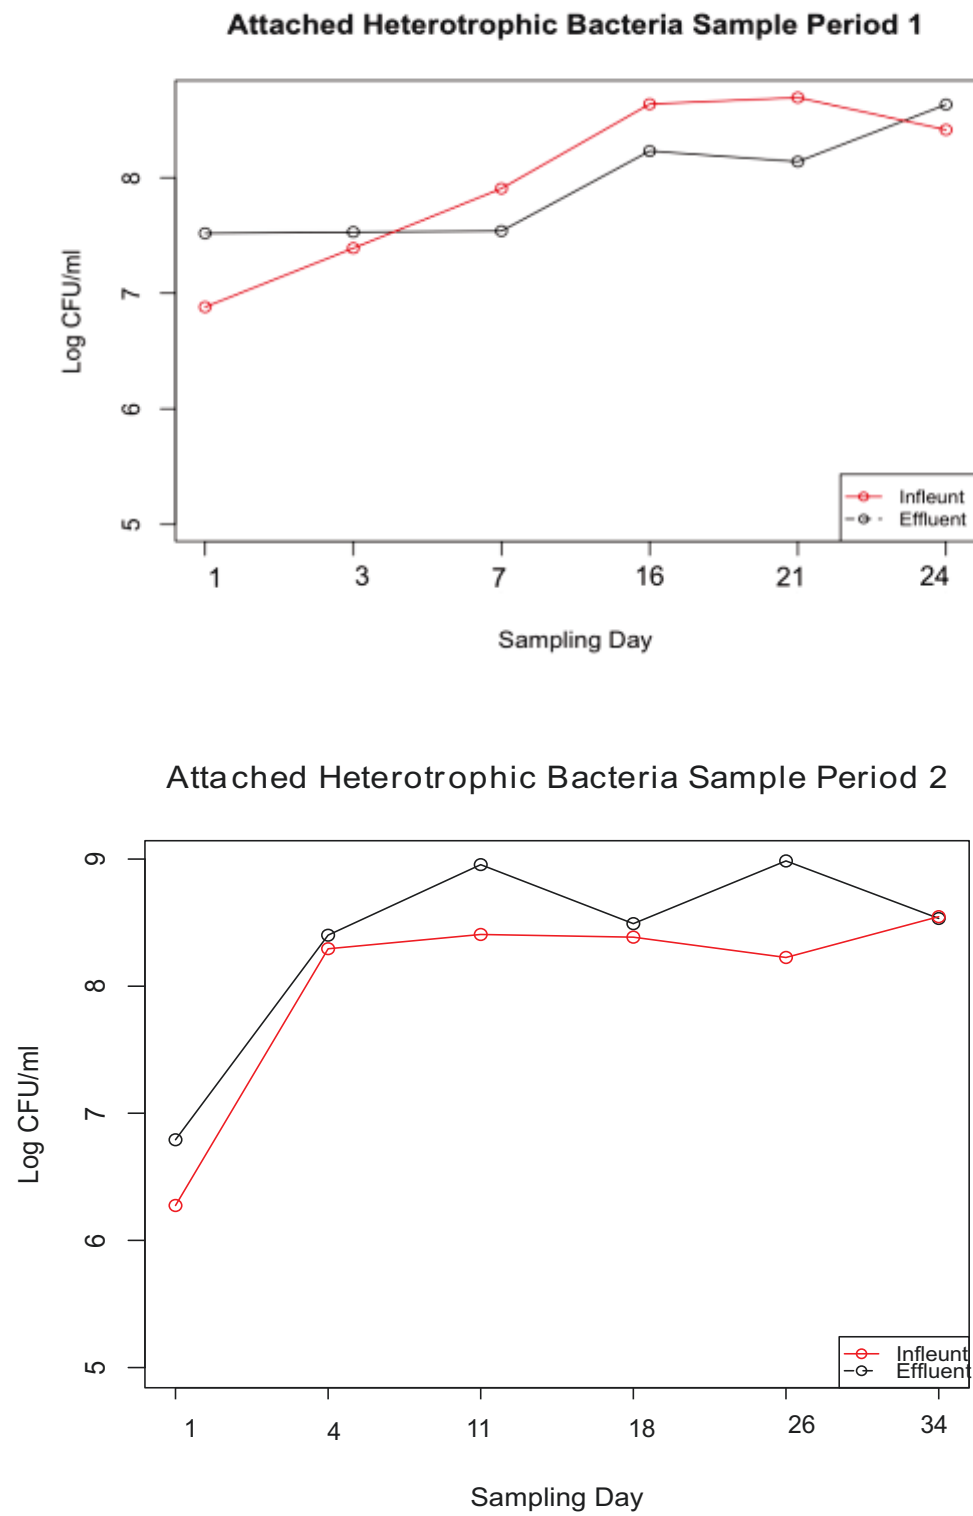 Attached Heterotrophic Bacteria Sample Period 1
Log CFU/ml
8
7
6
5
Infleunt
Effluent
1 3 7 16 21 24
Sampling Day
Attached Heterotrophic Bacteria Sample Period 2
Log CFU/ml
9
8
7
6
5
Infleunt
Effluent
1 4 11 18 26 34
Sampling Day